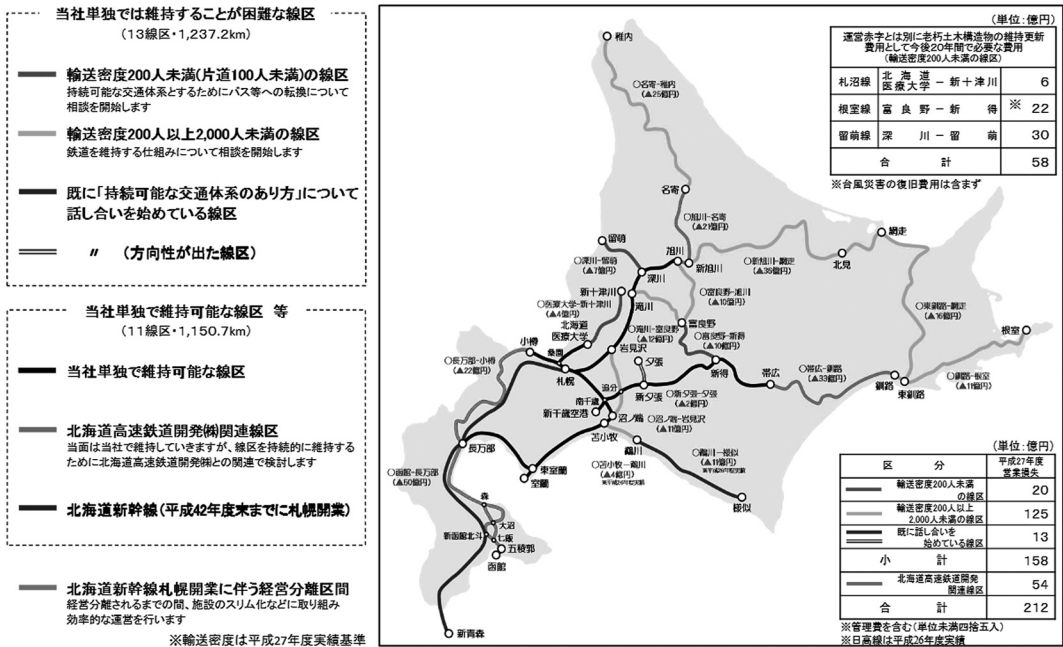 当社単独では維持することが困難な線区
(13線区・1,237.2km)
輸送密度200人未満(片道100人未満)の線区
持続可能な交通体系とするためにバス等への転換について
相談を開始します
輸送密度200人以上2,000人未満の線区
鉄道を維持する仕組みについて相談を開始します
既に「持続可能な交通体系のあり方」について
話し合いを始めている線区
〃 (方向性が出た線区)
当社単独で維持可能な線区 等
(11線区・1,150.7km)
当社単独で維持可能な線区
北海道高速鉄道開発㈱関連線区
当面は当社で維持していきますが、線区を持続的に維持する
ために北海道高速鉄道開発㈱との関連で検討します
北海道新幹線(平成42年度末までに札幌開業)
北海道新幹線札幌開業に伴う経営分離区間
経営分離されるまでの間、施設のスリム化などに取り組み
効率的な運営を行います
※輸送密度は平成27年度実績基準
(単位:億円)
運営赤字とは別に老朽土木構造物の維持更新
費用として今後20年間で必要な費用
(輸送密度200人未満の線区)
札沼線 北海道医療大学-新十津川 6
根室線 富良野-新得 ※22
留萌線 深川-留萌 30
合計 58
※台風災害の復旧費用は含まず
稚内
○名寄-稚内
(▲25億円)
名寄
○旭川-名寄
(▲21億円)
留萌
○深川-留萌
(▲7億円)
旭川
新旭川
深川
○新旭川-網走
(▲36億円)
北見
網走
新十津川
滝川
○富良野-旭川
(▲10億円)
○医療大学-新十津川
(▲4億円)
北海道
医療大学
○滝川-富良野
(▲12億円)
富良野
○富良野-新得
(▲10億円)
○東釧路-網走
(▲16億円)
根室
小樽
桑園
岩見沢
夕張
○長万部-小樽
(▲22億円)
札幌
追分
新夕張
新得
帯広
○帯広-釧路
(▲33億円)
釧路
東釧路
○釧路-根室
(▲11億円)
南千歳
新千歳空港
○新夕張-夕張
(▲2億円)
沼ノ端
○沼ノ端-岩見沢
(▲11億円)
苫小牧
鵡川
長万部
○苫小牧-鵡川
(▲4億円)
※平成26年度実績
○鵡川-様似
(▲11億円)
※平成26年度実績
東室蘭
室蘭
○函館-長万部
(▲50億円)
様似
森
大沼
新函館北斗
七飯
五稜郭
函館
新青森
(単位:億円)
区分 平成27年度
営業損失
輸送密度200人未満
の線区 20
輸送密度200人以上
2,000人未満の線区 125
既に話し合いを
始めている線区 13
小計 158
北海道高速鉄道開発
関連線区 54
合計 212
※管理費を含む(単位未満四捨五入)
※日高線は平成26年度実績